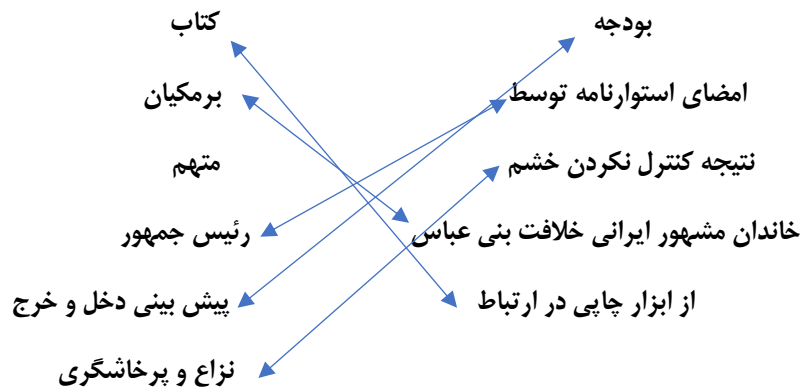 بودجه
کتاب
امضای استوارنامه توسط
برمکیان
نتیجه کنترل نکردن خشم
متهم
خاندان مشهور ایرانی خلافت بنی عباس
رئیس جمهور
از ابزار چاپی در ارتباط
پیش بینی دخل و خرج
نزاع و پرخاشگری